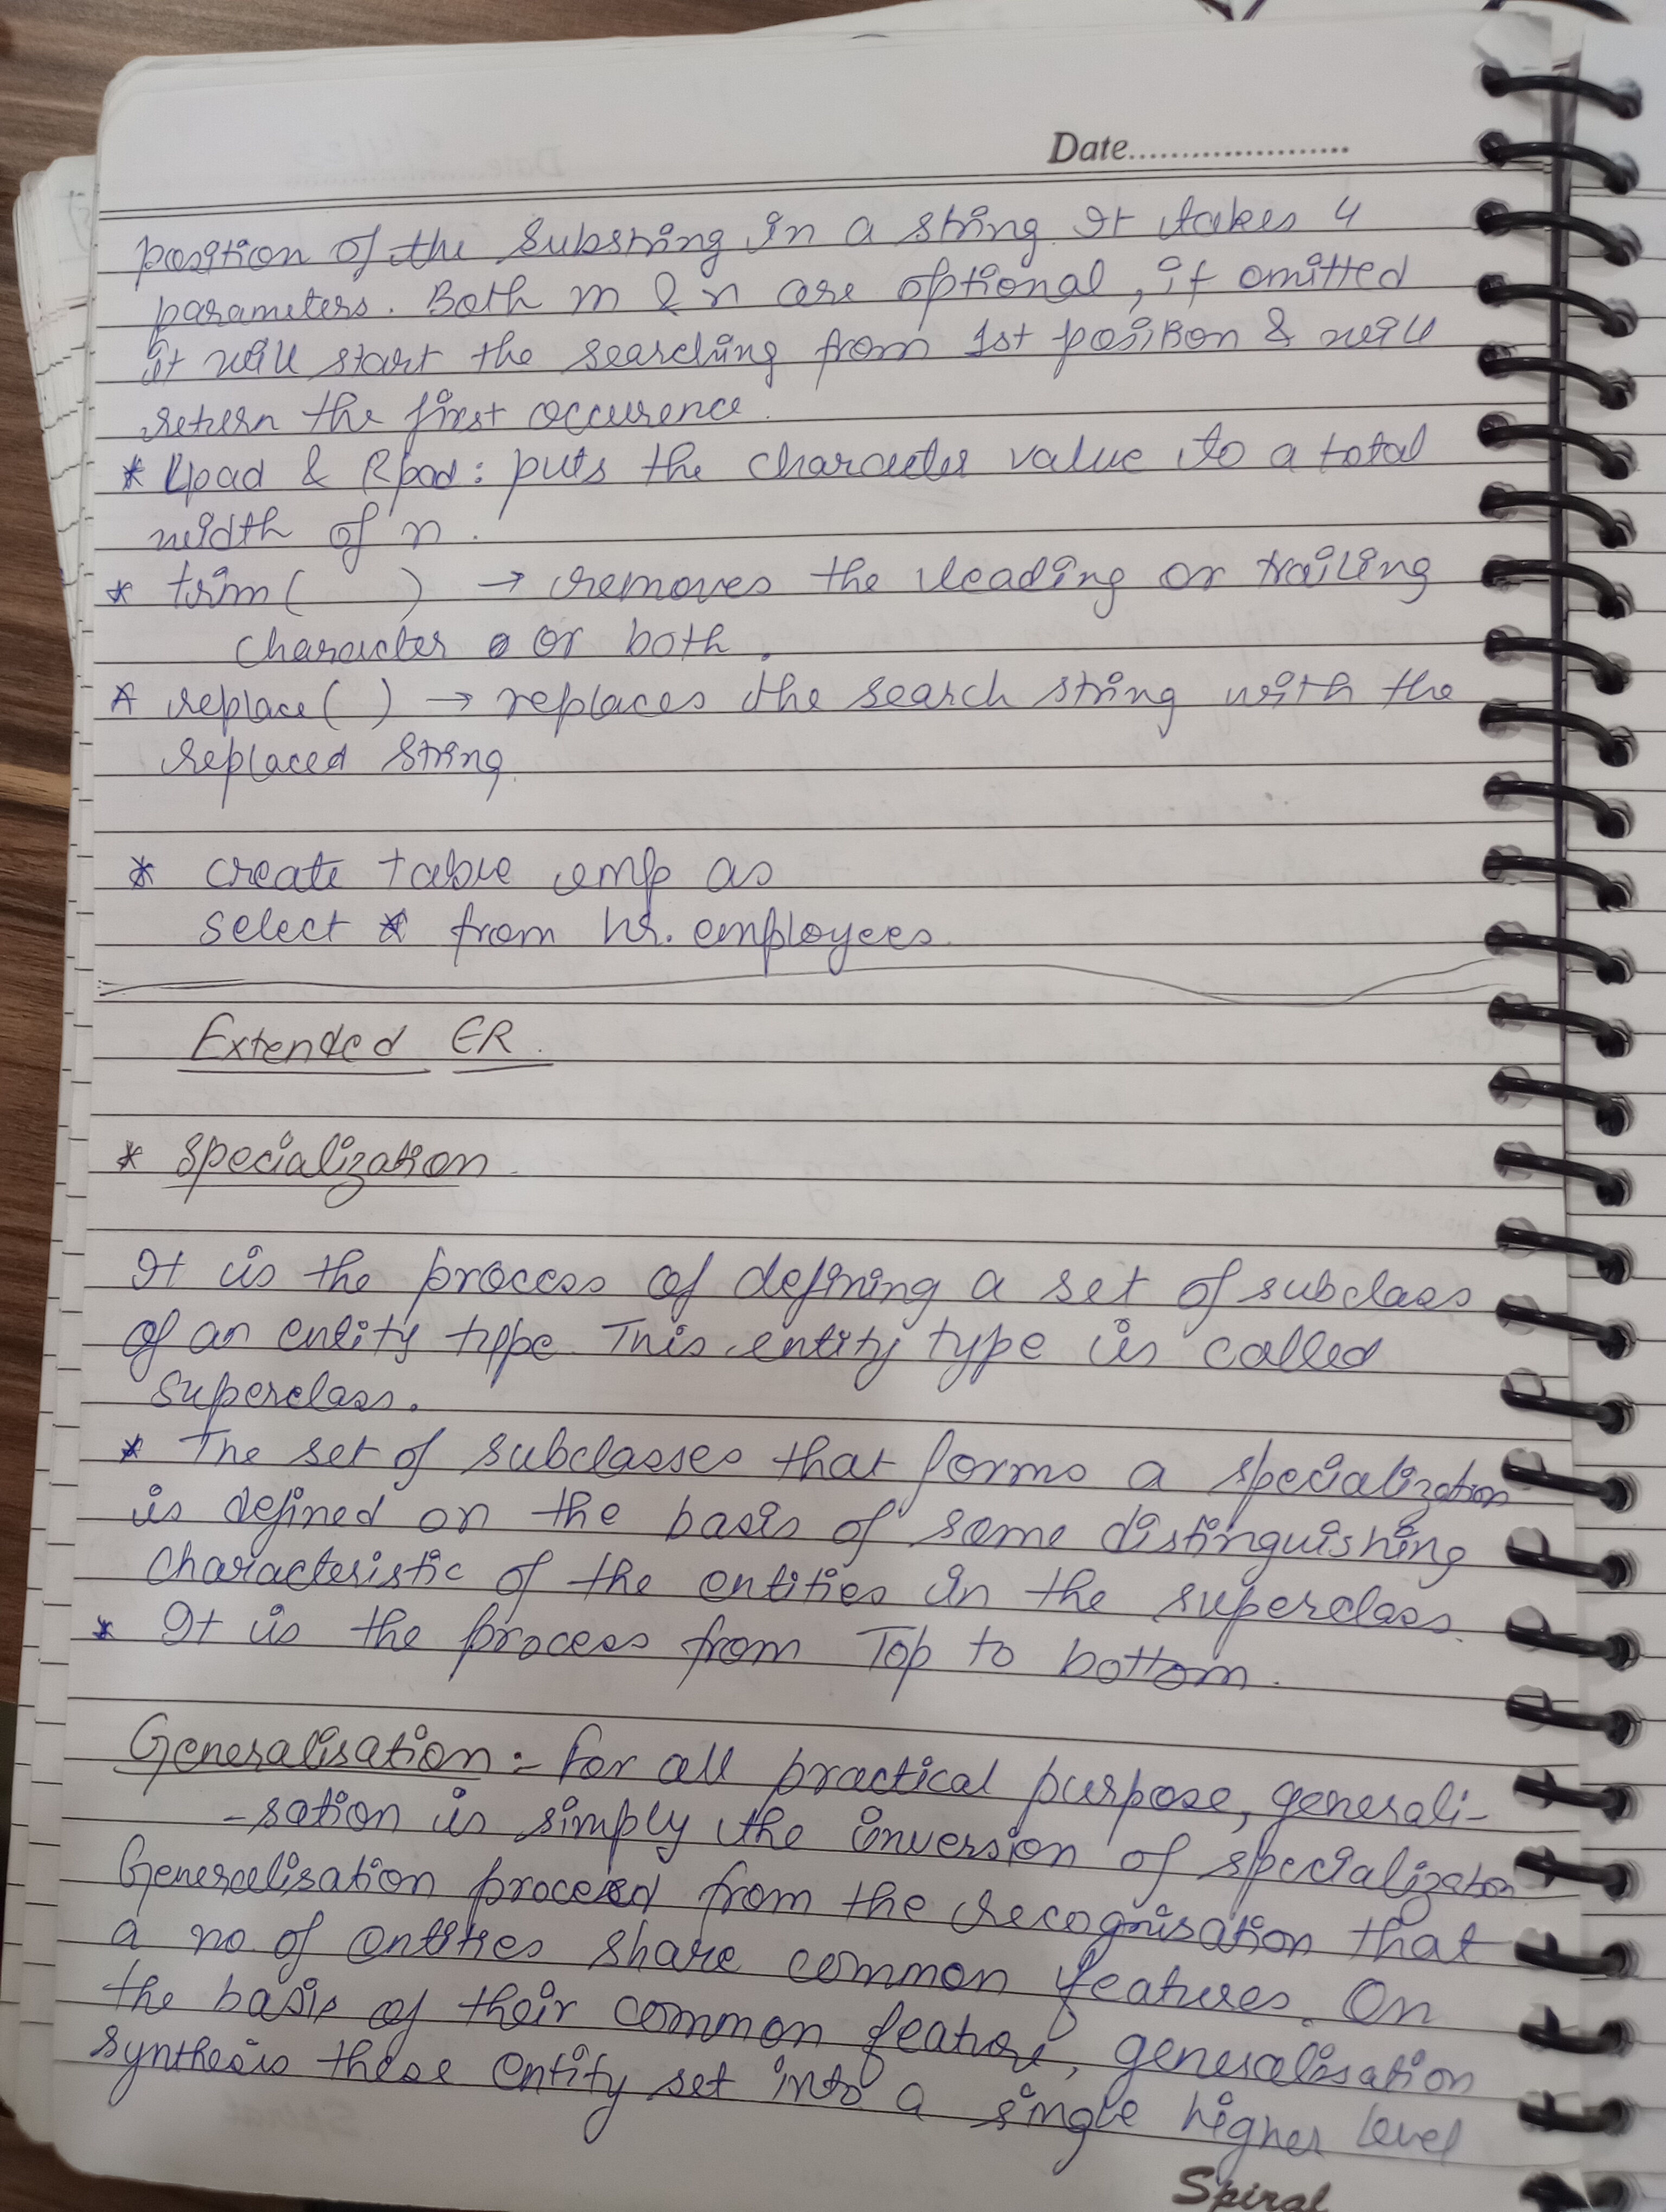 Date.....................
position of the substring in a string. It takes 4
parameters. Both m & n are optional, if omitted
it will start the searching from 1st position & will
return the first occurence.
* Lpad & Rpad : puts the character value to a total
width of n.
* trim (      ) → removes the leading or trailing
character or both.
* replace (  ) → replaces the search string with the
replaced string.
* create table emp as
select * from hr. employees.
Extended ER.
* Specialization
It is the process of defining a set of subclass
of an entity type. This entity type is called
superclass.
* The set of subclasses that forms a specialization
is defined on the basis of some distinguishing
characteristic of the entities in the superclass.
* It is the process from Top to bottom.
Generalisation :- For all practical purpose, generali-
-sation is simply the inversion of specialization
Generalisation proceed from the recognisation that
a no. of entities share common features. On
the basis of their common feature, generalisation
synthesis these entity set into a single higher level
Spiral